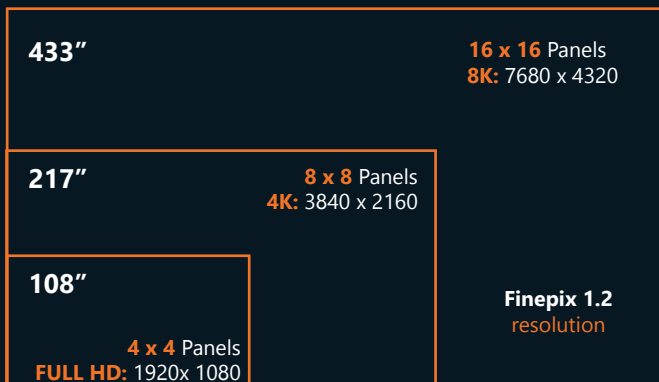 433”
16 x 16 Panels
8K: 7680 x 4320
217”
8 x 8 Panels
4K: 3840 x 2160
108”
4 x 4 Panels
FULL HD: 1920x 1080
Finepix 1.2
resolution